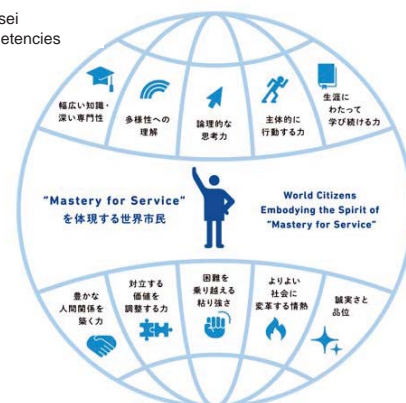 sei
etencies
幅広い知識・
深い専門性
多様性への
理解
論理的な
思考力
主体的に
行動する力
生涯に
わたって
学び続ける力
"Mastery for Service"
を体現する世界市民
World Citizens
Embodying the Spirit of
"Mastery for Service"
豊かな
人間関係を
築く力
対立する
価値を
調整する力
困難を
乗り越える
粘り強さ
よりよい
社会に
変革する情熱
誠実さと
品位